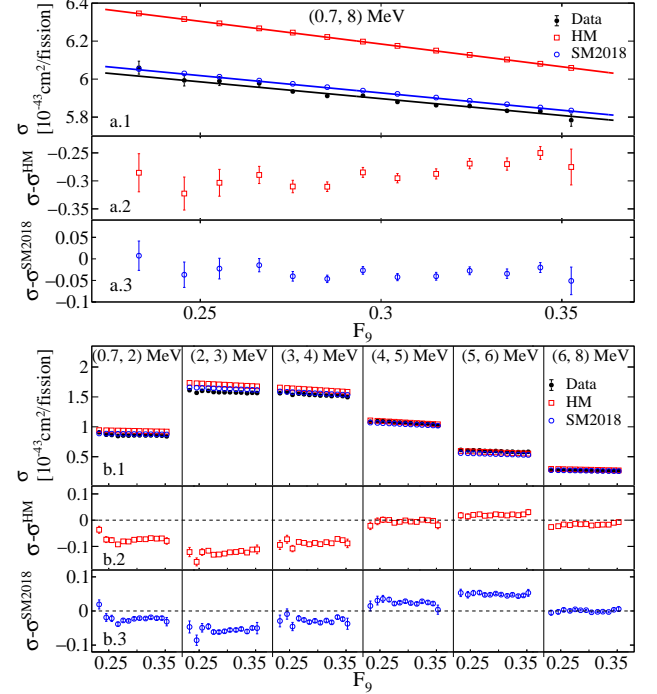 (0.7, 8) MeV
Data
HM
SM2018
6.4
6.2
6
5.8
σ
[10⁻⁴³cm²/fission]
a.1
−0.25
−0.3
−0.35
σ-σ^HM
a.2
0.05
0
−0.05
−0.1
σ-σ^SM2018
a.3
0.25 0.3 0.35
F₉
(0.7, 2) MeV (2, 3) MeV (3, 4) MeV (4, 5) MeV (5, 6) MeV (6, 8) MeV
Data
HM
SM2018
2
1.5
1
0.5
σ
[10⁻⁴³cm²/fission]
b.1
0.1
0
−0.1
σ-σ^HM
b.2
0.1
0
−0.1
σ-σ^SM2018
b.3
0.25 0.35 0.25 0.35 0.25 0.35 0.25 0.35 0.25 0.35 0.25 0.35
F₉